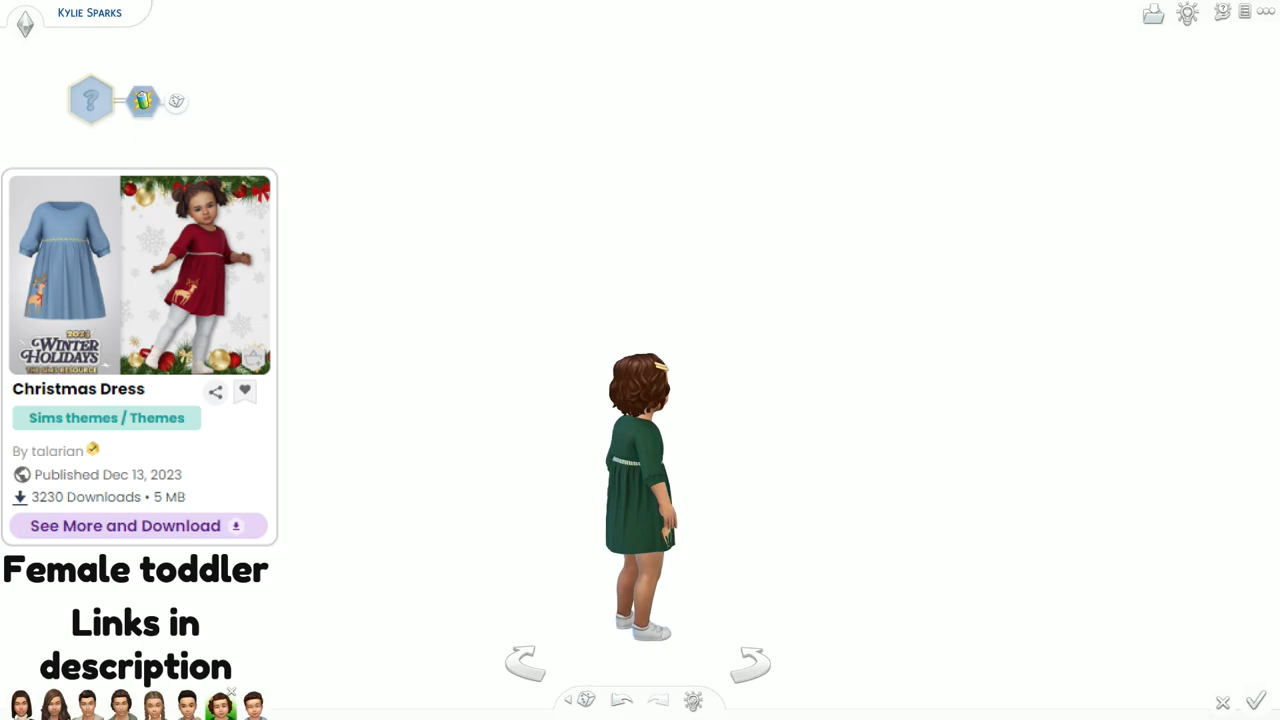 Kylie Sparks
2023
WINTER
HOLIDAYS
THE SIMS RESOURCE
Christmas Dress
Sims themes / Themes
By talarian
Published Dec 13, 2023
3230 Downloads • 5 MB
See More and Download
Female toddler
Links in
description